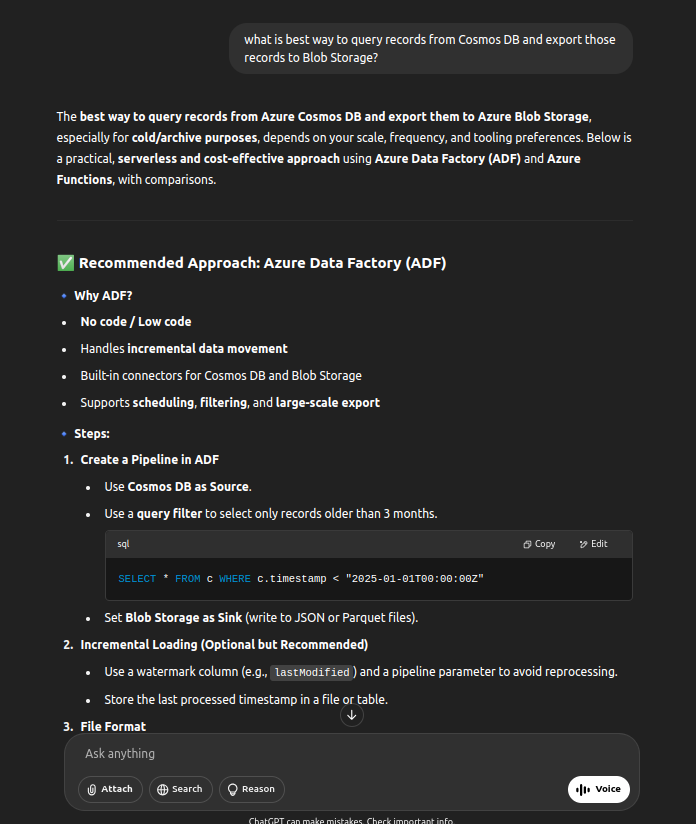 what is best way to query records from Cosmos DB and export those
records to Blob Storage?
The best way to query records from Azure Cosmos DB and export them to Azure Blob Storage,
especially for cold/archive purposes, depends on your scale, frequency, and tooling preferences. Below is
a practical, serverless and cost-effective approach using Azure Data Factory (ADF) and Azure
Functions, with comparisons.
✅ Recommended Approach: Azure Data Factory (ADF)
🔹 Why ADF?
• No code / Low code
• Handles incremental data movement
• Built-in connectors for Cosmos DB and Blob Storage
• Supports scheduling, filtering, and large-scale export
🔹 Steps:
1. Create a Pipeline in ADF
• Use Cosmos DB as Source.
• Use a query filter to select only records older than 3 months.
sql Copy Edit
SELECT * FROM c WHERE c.timestamp < "2025-01-01T00:00:00Z"
• Set Blob Storage as Sink (write to JSON or Parquet files).
2. Incremental Loading (Optional but Recommended)
• Use a watermark column (e.g., lastModified) and a pipeline parameter to avoid reprocessing.
• Store the last processed timestamp in a file or table.
3. File Format
Ask anything
Attach Search Reason Voice
ChatGPT can make mistakes. Check important info.